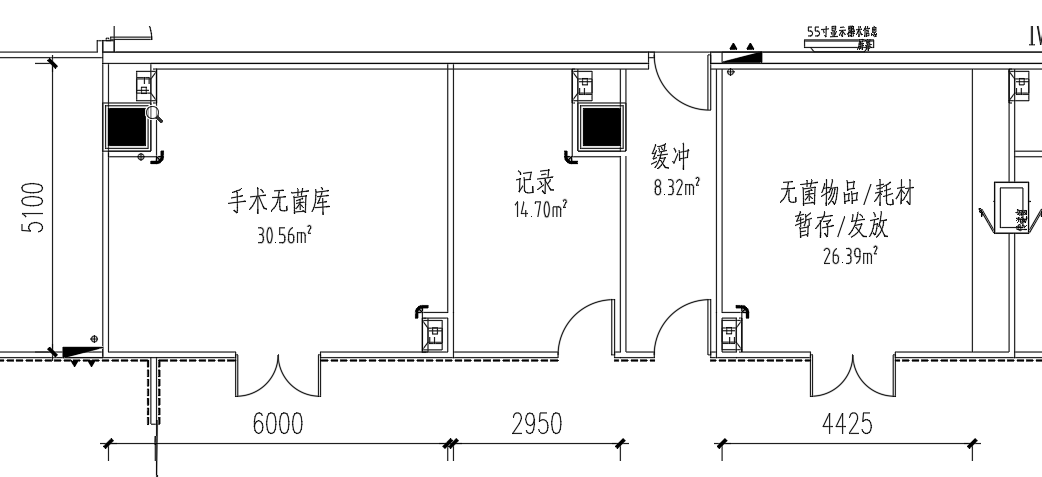 55寸显示器
手术无菌库
30.56m²
记录
14.70m²
缓冲
8.32m²
无菌物品/耗材
暂存/发放
26.39m²
5100
6000
2950
4425